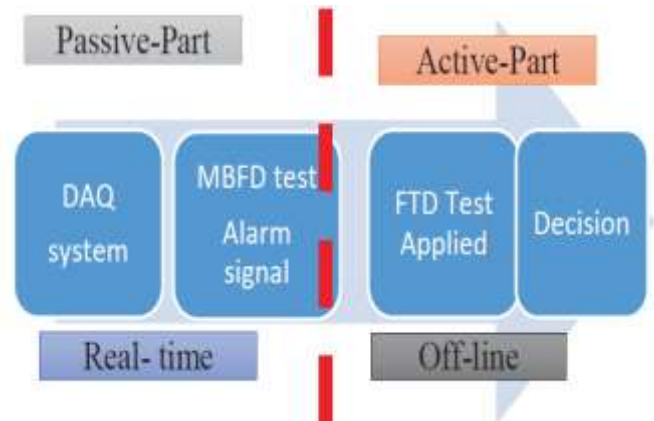 Passive-Part
Active-Part
DAQ
system
MBFD test
Alarm
signal
FTD Test
Applied
Decision
Real- time
Off-line